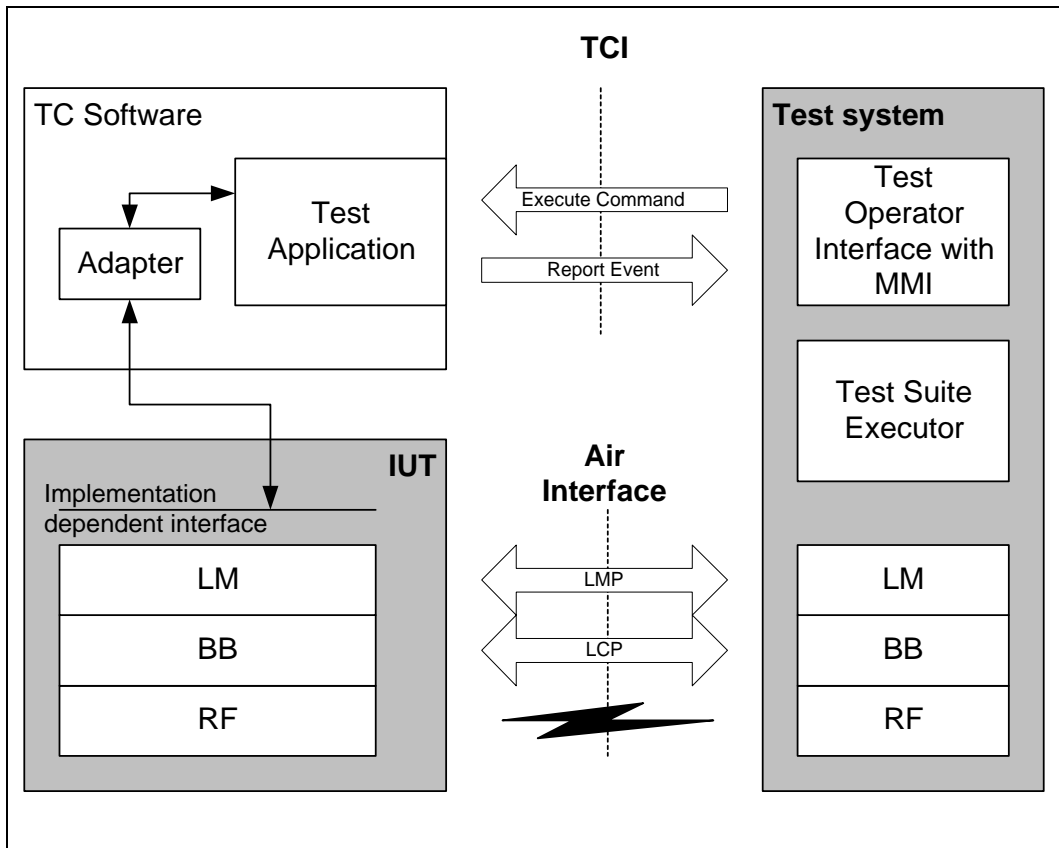 TCI
TC Software
Test
Application
Adapter
Execute Command
Report Event
Test system
Test
Operator
Interface with
MMI
Test Suite
Executor
IUT
Implementation
dependent interface
LM
BB
RF
Air
Interface
LMP
LCP
LM
BB
RF